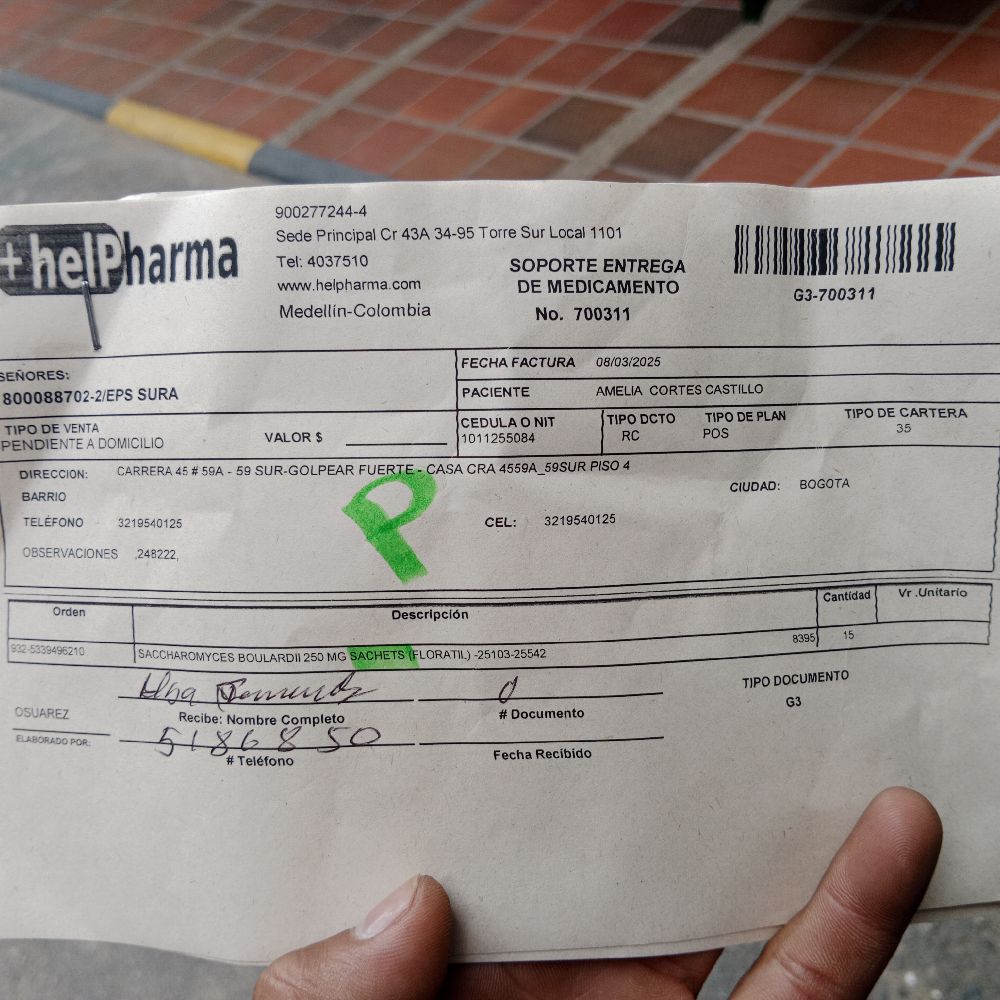 +helPharma
900277244-4
Sede Principal Cr 43A 34-95 Torre Sur Local 1101
Tel: 4037510
www.helpharma.com
Medellín-Colombia
SOPORTE ENTREGA
DE MEDICAMENTO
No. 700311
G3-700311
SEÑORES:
800088702-2/EPS SURA
FECHA FACTURA 08/03/2025
PACIENTE AMELIA CORTES CASTILLO
TIPO DE VENTA
PENDIENTE A DOMICILIO
VALOR $
CEDULA O NIT
1011255084
TIPO DCTO
RC
TIPO DE PLAN
POS
TIPO DE CARTERA
35
DIRECCION: CARRERA 45 # 59A - 59 SUR-GOLPEAR FUERTE - CASA CRA 4559A_59SUR PISO 4
BARRIO
CIUDAD: BOGOTA
TELÉFONO 3219540125
CEL: 3219540125
OBSERVACIONES ,248222,
P
Orden Descripción Cantidad Vr .Unitario
932-5339496210 SACCHAROMYCES BOULARDII 250 MG SACHETS (FLORATIL) -25103-25542 8395 15
Recibe: Nombre Completo
# Documento
TIPO DOCUMENTO
G3
OSUAREZ
ELABORADO POR:
5186850
# Teléfono
Fecha Recibido